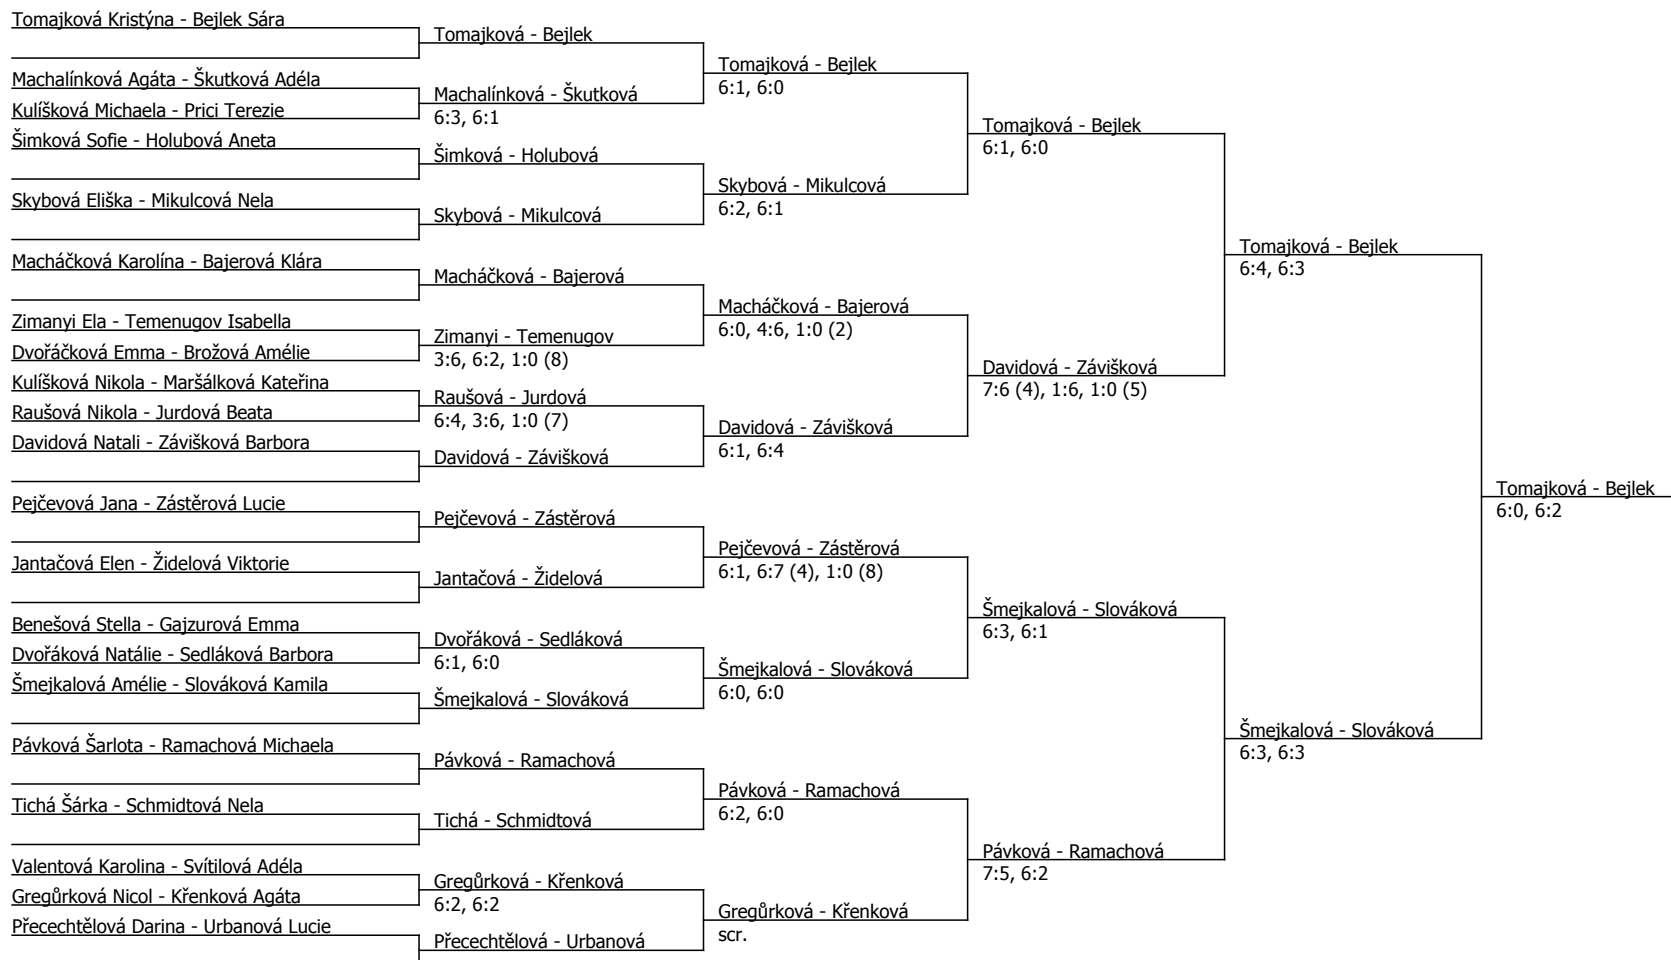 Tomajková Kristýna - Bejlek Sára
Machalínková Agáta - Škutková Adéla
Kulíšková Michaela - Prici Terezie
Šimková Sofie - Holubová Aneta
Skybová Eliška - Mikulcová Nela
Macháčková Karolína - Bajerová Klára
Zimanyi Ela - Temenugov Isabella
Dvořáčková Emma - Brožová Amélie
Kulíšková Nikola - Maršálková Kateřina
Raušová Nikola - Jurdová Beata
Davidová Natali - Závišková Barbora
Pejčevová Jana - Zástěrová Lucie
Jantačová Elen - Židelová Viktorie
Benešová Stella - Gajzurová Emma
Dvořáková Natálie - Sedláková Barbora
Šmejkalová Amélie - Slováková Kamila
Pávková Šarlota - Ramachová Michaela
Tichá Šárka - Schmidtová Nela
Valentová Karolina - Svítilová Adéla
Gregůrková Nicol - Křenková Agáta
Přecechtělová Darina - Urbanová Lucie
Tomajková - Bejlek
Machalínková - Škutková
6:3, 6:1
Šimková - Holubová
Skybová - Mikulcová
Macháčková - Bajerová
Zimanyi - Temenugov
3:6, 6:2, 1:0 (8)
Raušová - Jurdová
6:4, 3:6, 1:0 (7)
Davidová - Závišková
Pejčevová - Zástěrová
Jantačová - Židelová
Dvořáková - Sedláková
6:1, 6:0
Šmejkalová - Slováková
Pávková - Ramachová
Tichá - Schmidtová
Gregůrková - Křenková
6:2, 6:2
Přecechtělová - Urbanová
Tomajková - Bejlek
6:1, 6:0
Skybová - Mikulcová
6:2, 6:1
Macháčková - Bajerová
6:0, 4:6, 1:0 (2)
Davidová - Závišková
6:1, 6:4
Pejčevová - Zástěrová
6:1, 6:7 (4), 1:0 (8)
Šmejkalová - Slováková
6:0, 6:0
Pávková - Ramachová
6:2, 6:0
Gregůrková - Křenková
scr.
Tomajková - Bejlek
6:1, 6:0
Davidová - Závišková
7:6 (4), 1:6, 1:0 (5)
Šmejkalová - Slováková
6:3, 6:1
Pávková - Ramachová
7:5, 6:2
Tomajková - Bejlek
6:4, 6:3
Šmejkalová - Slováková
6:3, 6:3
Tomajková - Bejlek
6:0, 6:2